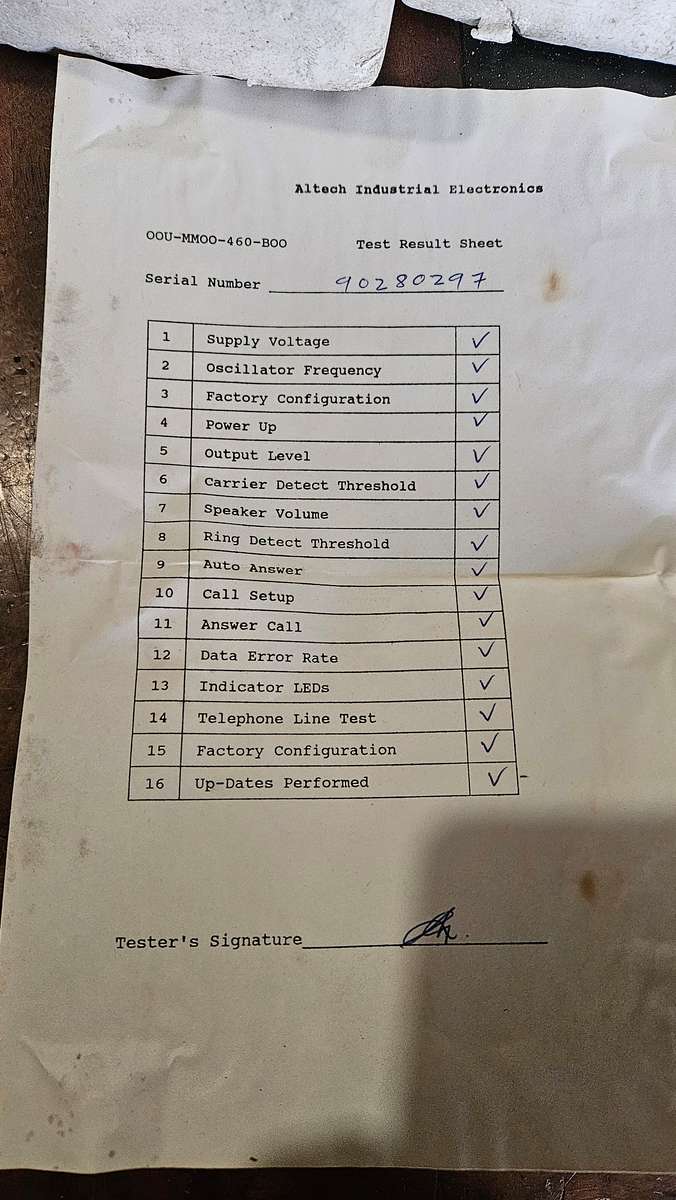 Altech Industrial Electronics
OOU-MMOO-460-BOO Test Result Sheet
Serial Number 90280297
1 Supply Voltage ✓
2 Oscillator Frequency ✓
3 Factory Configuration ✓
4 Power Up ✓
5 Output Level ✓
6 Carrier Detect Threshold ✓
7 Speaker Volume ✓
8 Ring Detect Threshold ✓
9 Auto Answer ✓
10 Call Setup ✓
11 Answer Call ✓
12 Data Error Rate ✓
13 Indicator LEDs ✓
14 Telephone Line Test ✓
15 Factory Configuration ✓
16 Up-Dates Performed ✓
Tester's Signature